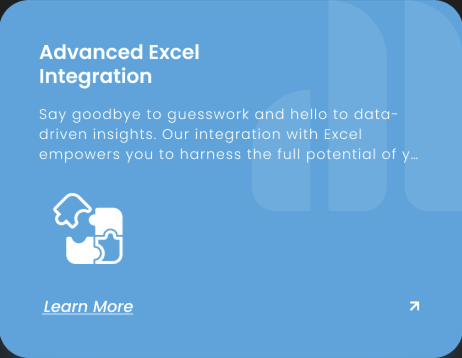 Advanced Excel
Integration
Say goodbye to guesswork and hello to data-
driven insights. Our integration with Excel
empowers you to harness the full potential of y...
Learn More